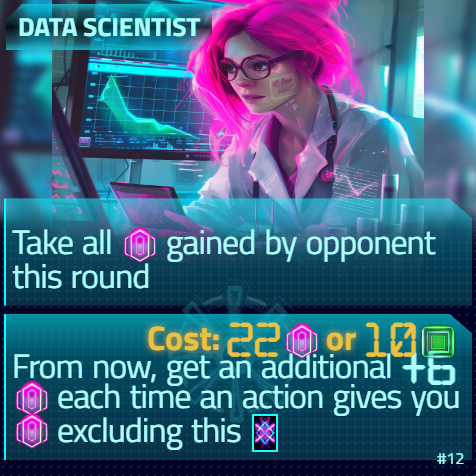 DATA SCIENTIST
Take all gained by opponent
this round
Cost: 22 or 10
From now, get an additional +6
each time an action gives you
excluding this
#12